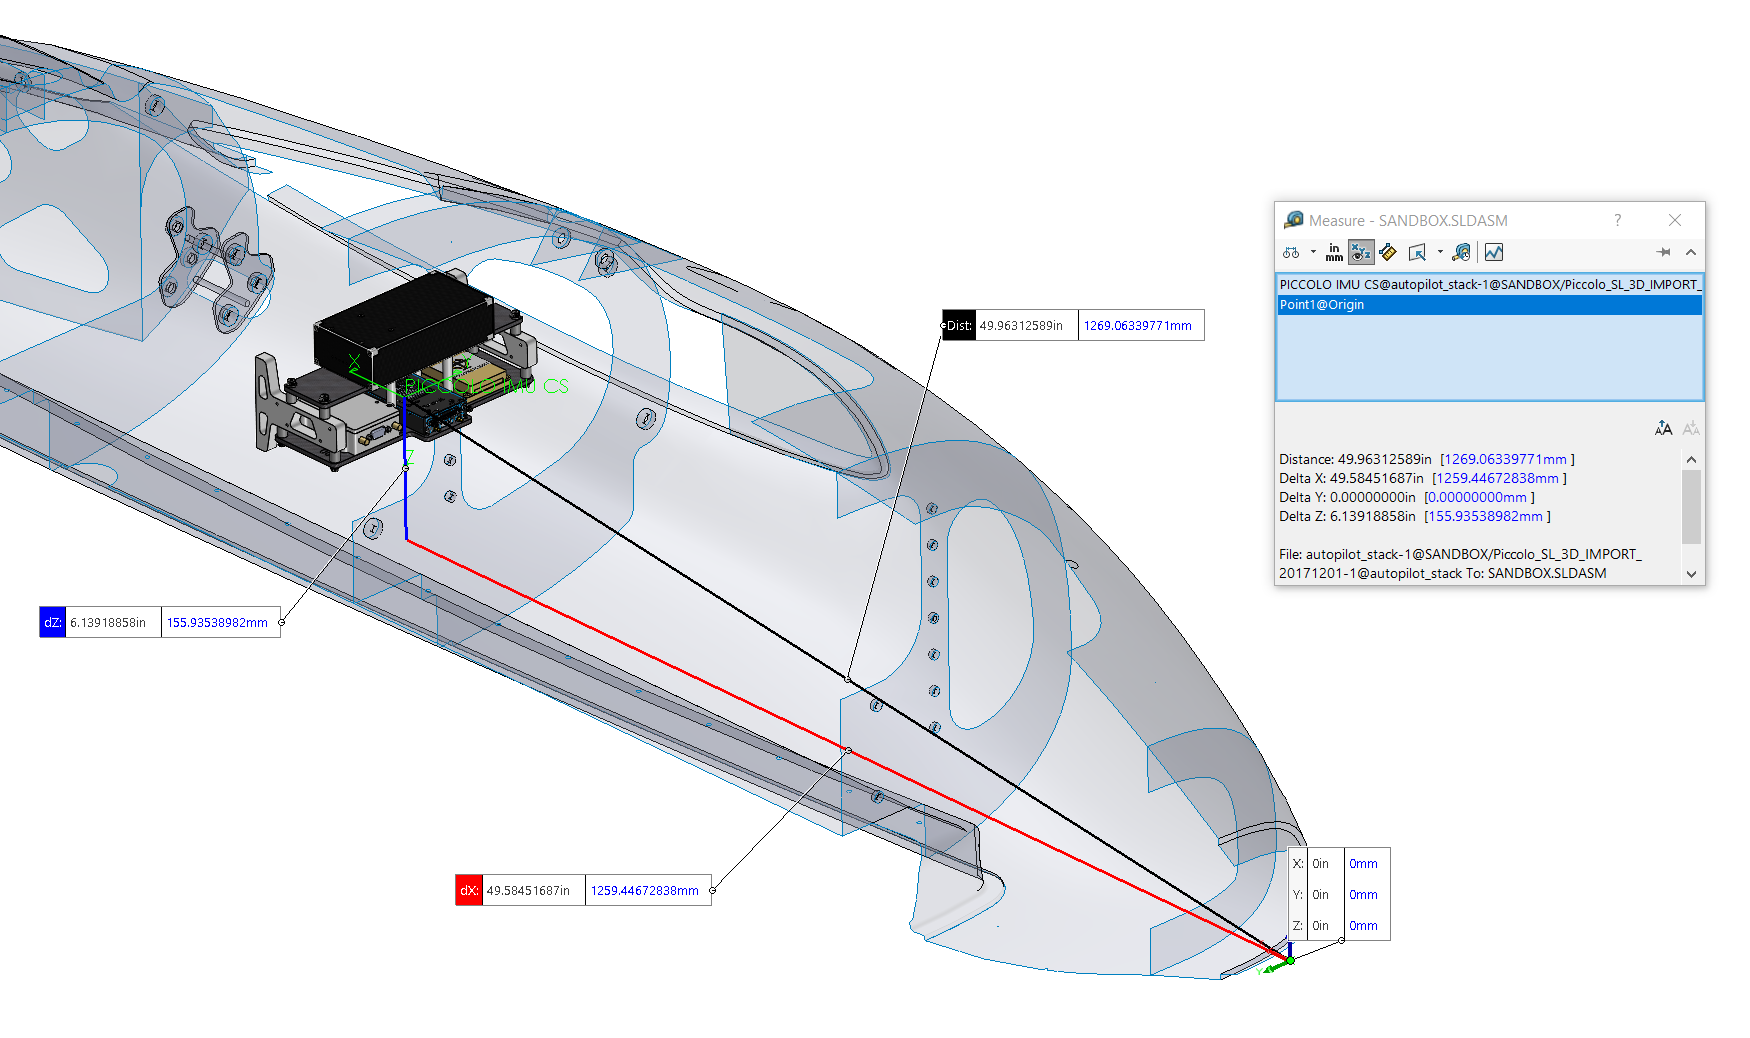 Measure - SANDBOX.SLDASM
?
in
mm
PICCOLO IMU CS@autopilot_stack-1@SANDBOX/Piccolo_SL_3D_IMPORT_
Point1@Origin
Dist: 49.96312589in 1269.06339771mm
X
PICCOLO IMU CS
Z
Distance: 49.96312589in [1269.06339771mm ]
Delta X: 49.58451687in [1259.44672838mm ]
Delta Y: 0.00000000in [0.00000000mm ]
Delta Z: 6.13918858in [155.93538982mm ]
File: autopilot_stack-1@SANDBOX/Piccolo_SL_3D_IMPORT_
20171201-1@autopilot_stack To: SANDBOX.SLDASM
dZ: 6.13918858in 155.93538982mm
dX: 49.58451687in 1259.44672838mm
X: 0in 0mm
Y: 0in 0mm
Z: 0in 0mm
Y